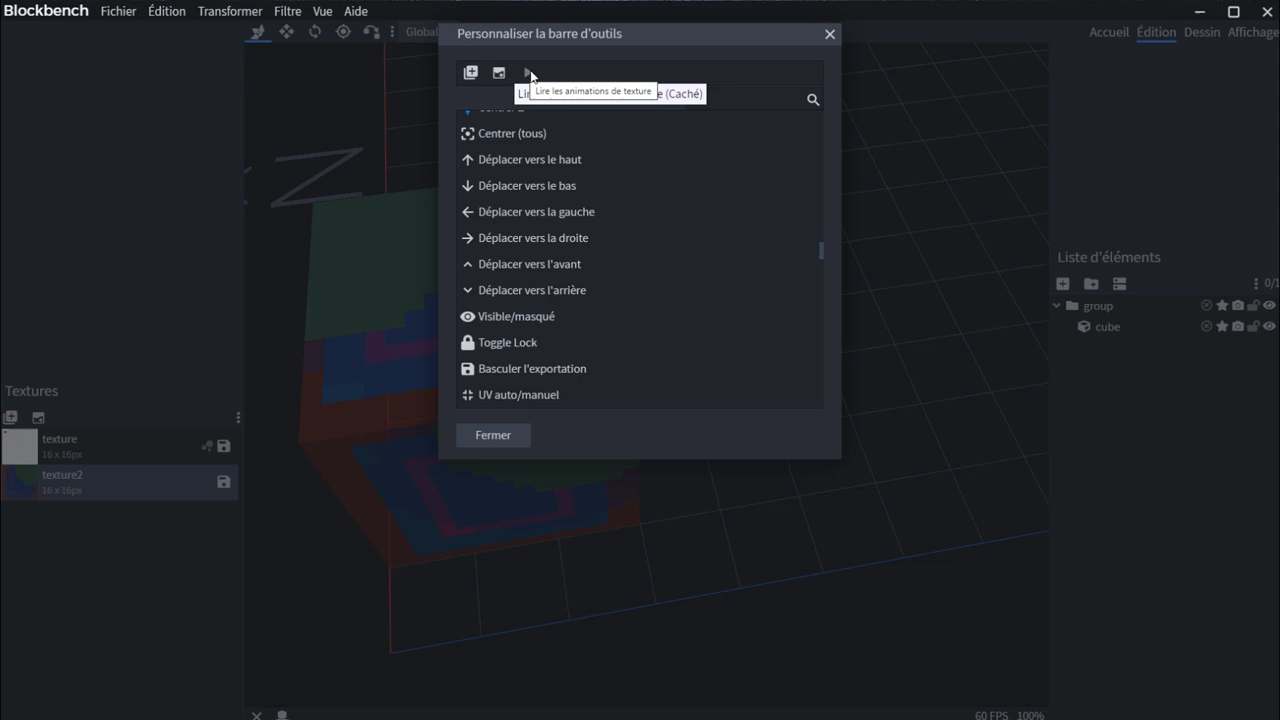 Blockbench Fichier Édition Transformer Filtre Vue Aide
Global
Accueil Édition Dessin Affichage
Personnaliser la barre d'outils
Lire les animations de texture
e (Caché)
Centrer (tous)
Déplacer vers le haut
Déplacer vers le bas
Déplacer vers la gauche
Déplacer vers la droite
Déplacer vers l'avant
Déplacer vers l'arrière
Visible/masqué
Toggle Lock
Basculer l'exportation
UV auto/manuel
Fermer
Textures
texture
16 x 16px
texture2
16 x 16px
Liste d'éléments
0/1
group
cube
60 FPS 100%